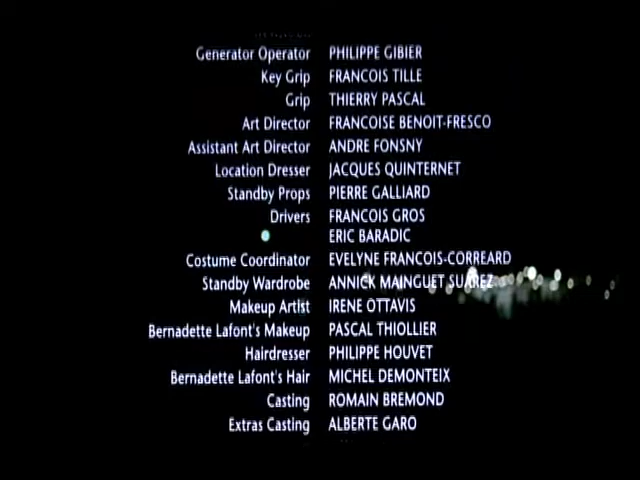 Generator Operator PHILIPPE GIBIER
Key Grip FRANCOIS TILLE
Grip THIERRY PASCAL
Art Director FRANCOISE BENOIT-FRESCO
Assistant Art Director ANDRE FONSNY
Location Dresser JACQUES QUINTERNET
Standby Props PIERRE GALLIARD
Drivers FRANCOIS GROS
ERIC BARADIC
Costume Coordinator EVELYNE FRANCOIS-CORREARD
Standby Wardrobe ANNICK MAINGUET SUAREZ
Makeup Artist IRENE OTTAVIS
Bernadette Lafont's Makeup PASCAL THIOLLIER
Hairdresser PHILIPPE HOUVET
Bernadette Lafont's Hair MICHEL DEMONTEIX
Casting ROMAIN BREMOND
Extras Casting ALBERTE GARO